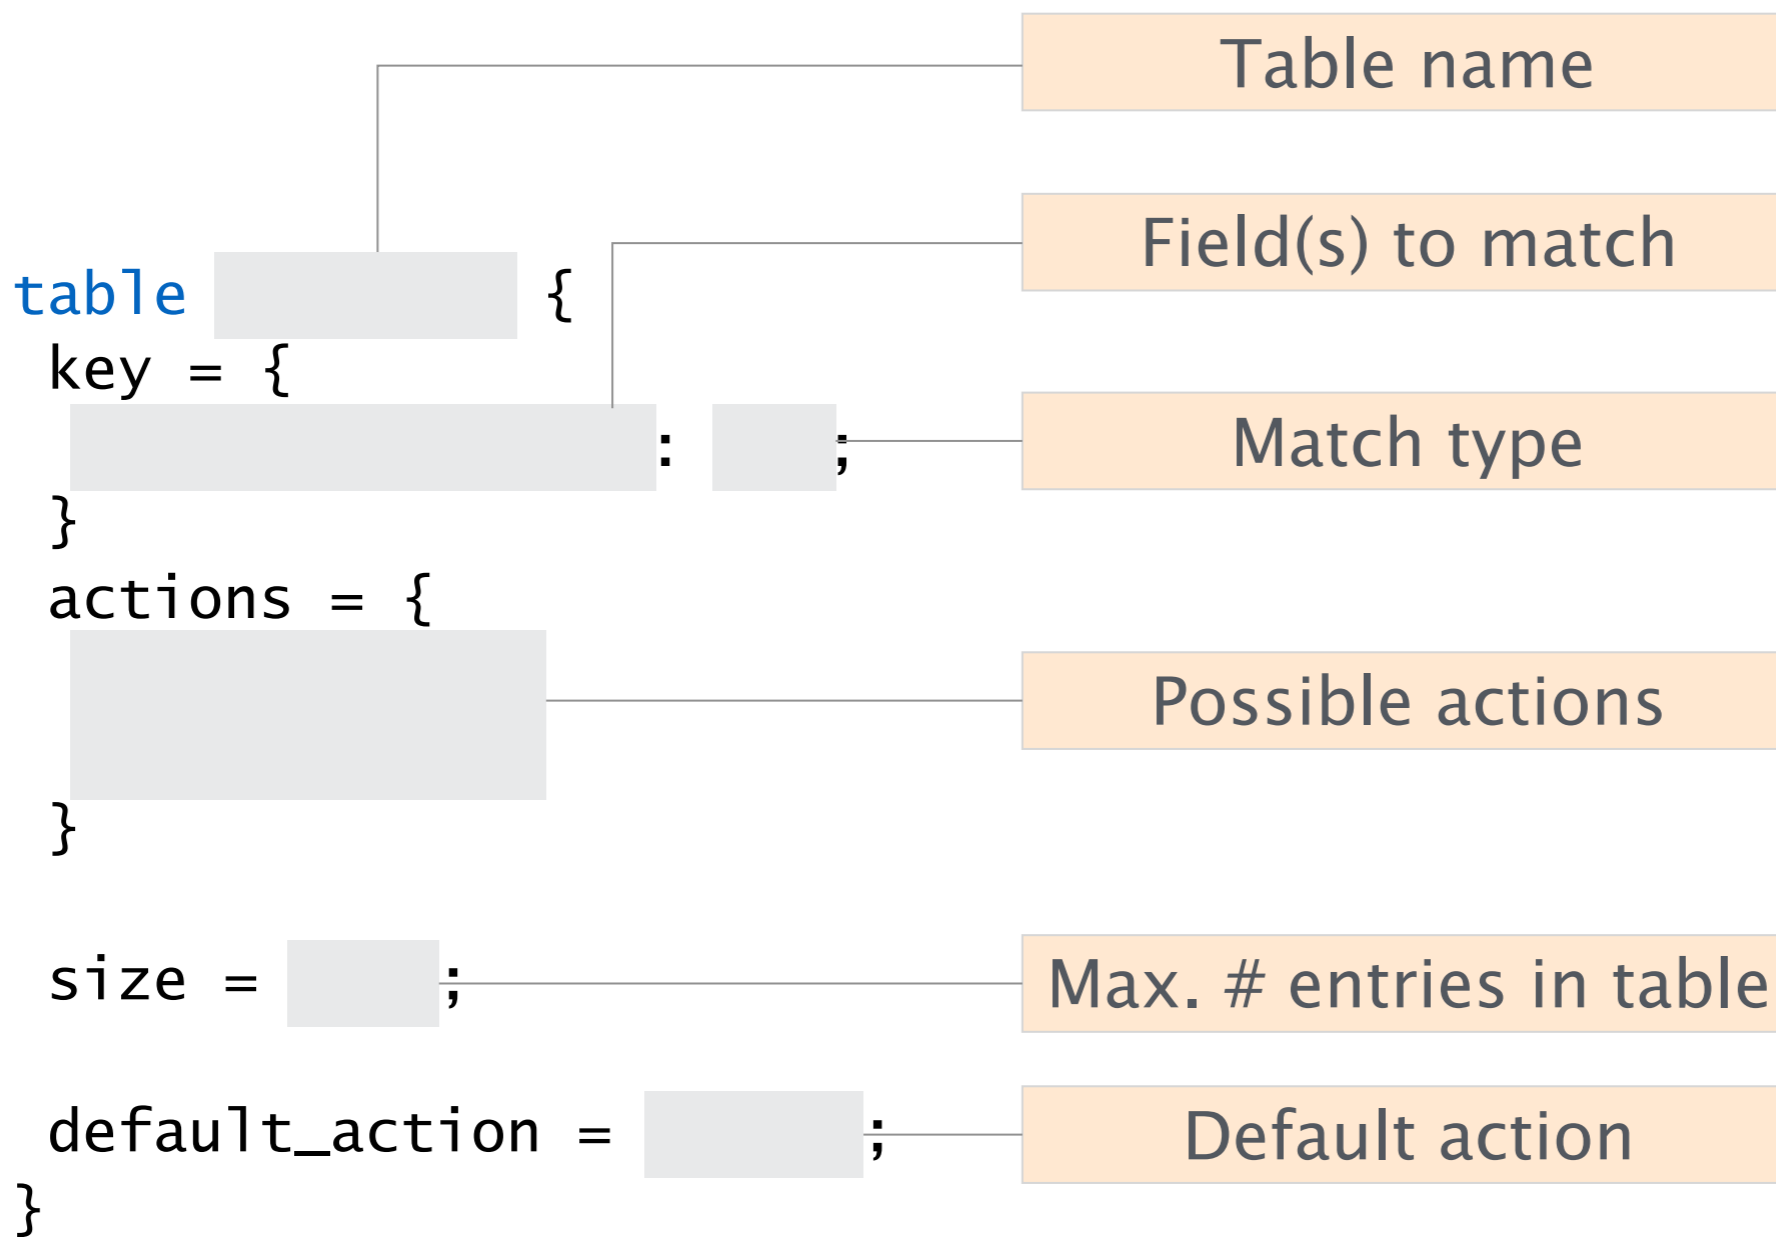 Table name
Field(s) to match
table {
key = {
: ;
Match type
}
actions = {
Possible actions
}
size = ;
Max. # entries in table
default_action = ;
Default action
}